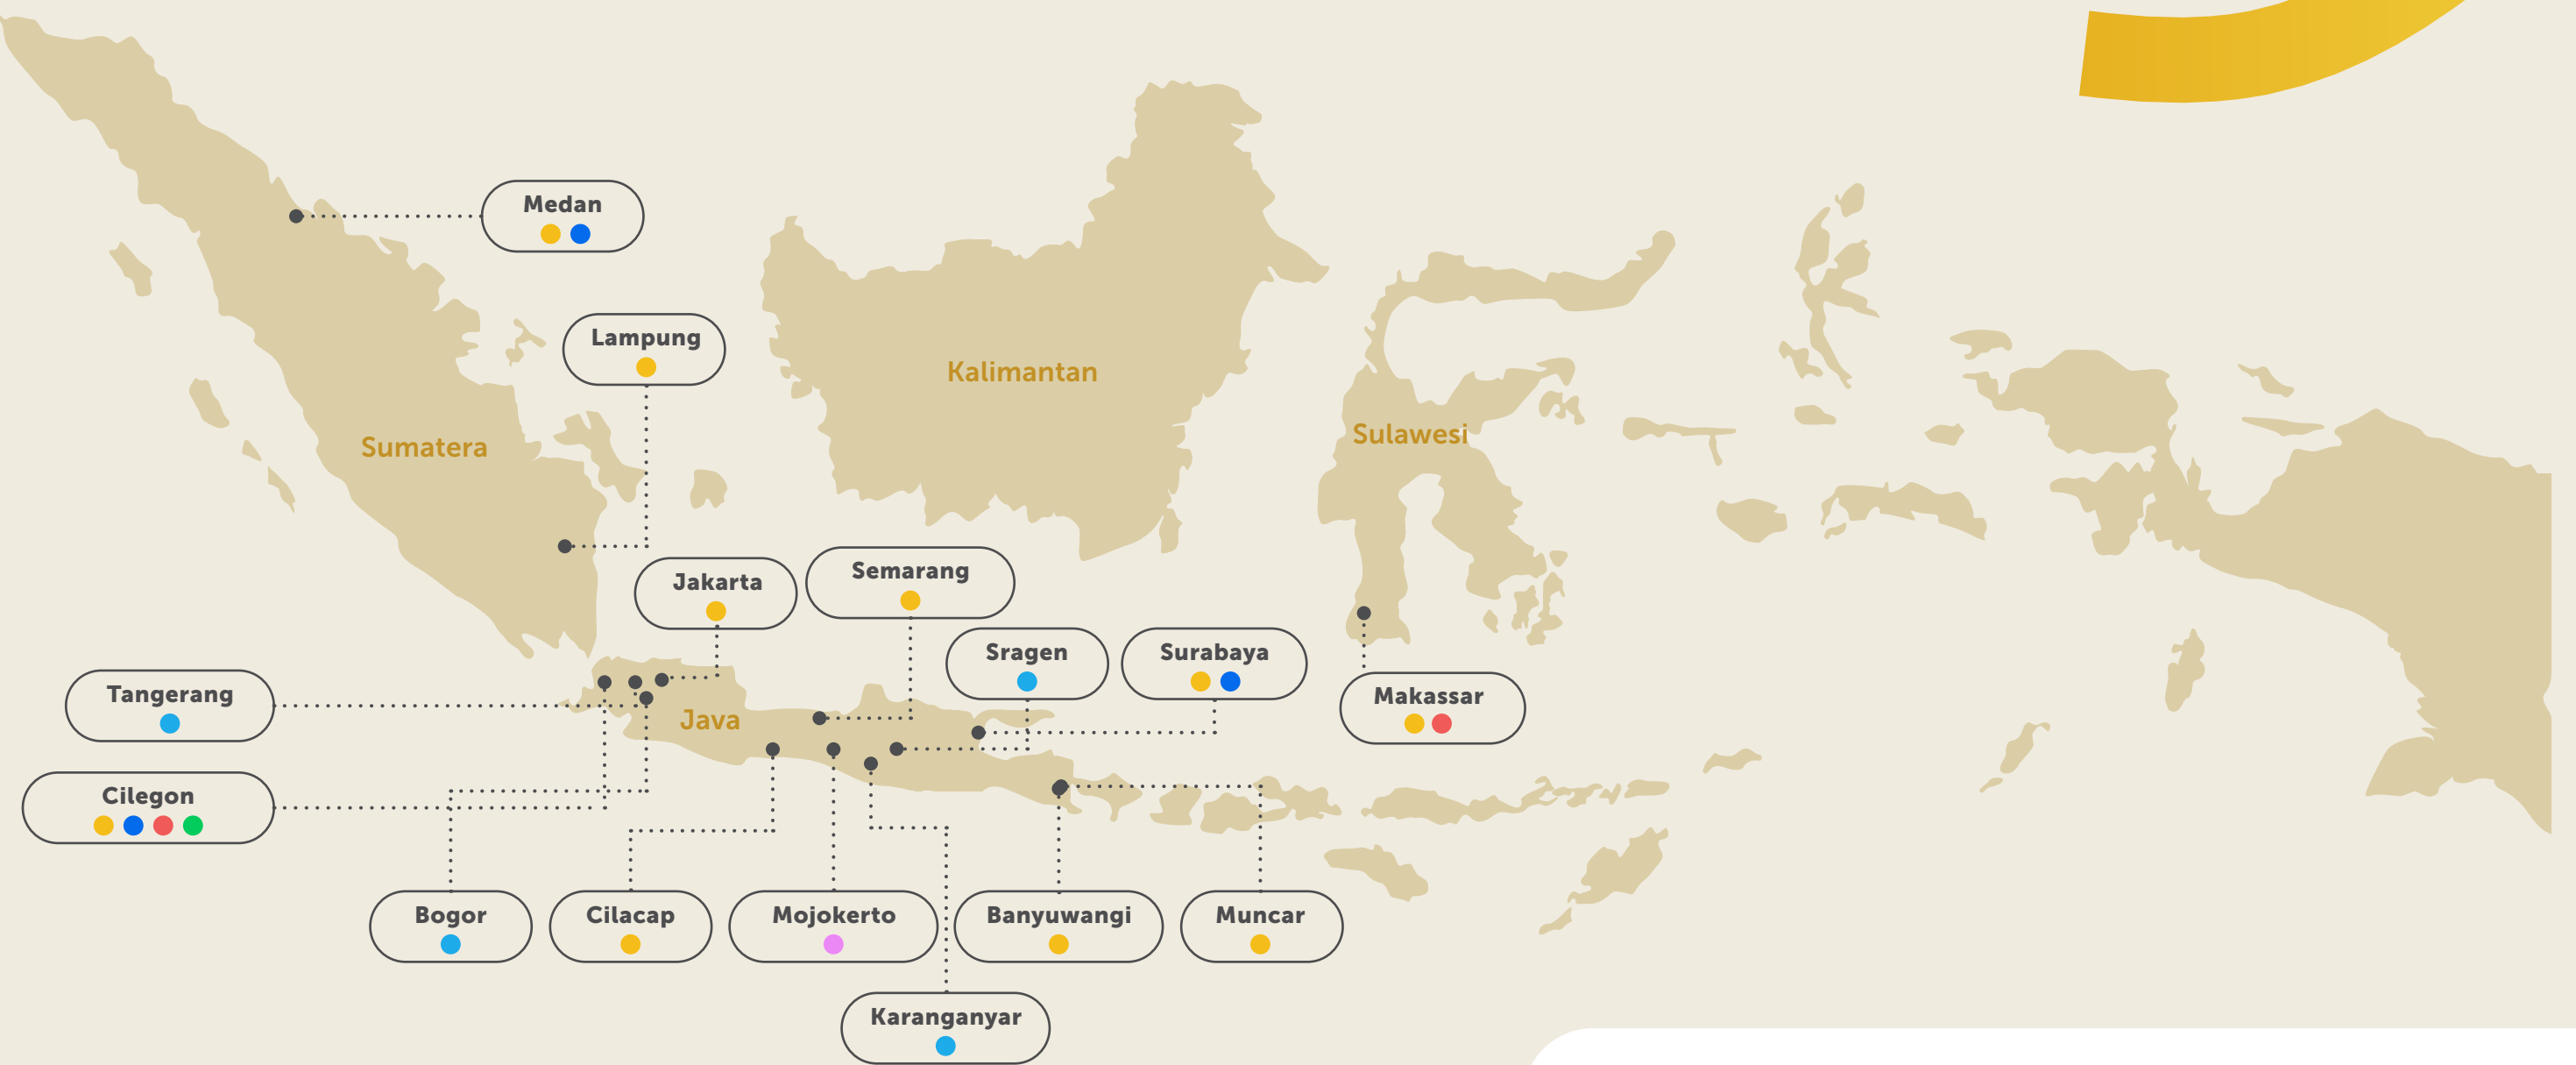 Medan
Lampung
Kalimantan
Sulawesi
Sumatera
Jakarta
Semarang
Sragen
Surabaya
Tangerang
Makassar
Java
Cilegon
Bogor
Cilacap
Mojokerto
Banyuwangi
Muncar
Karanganyar